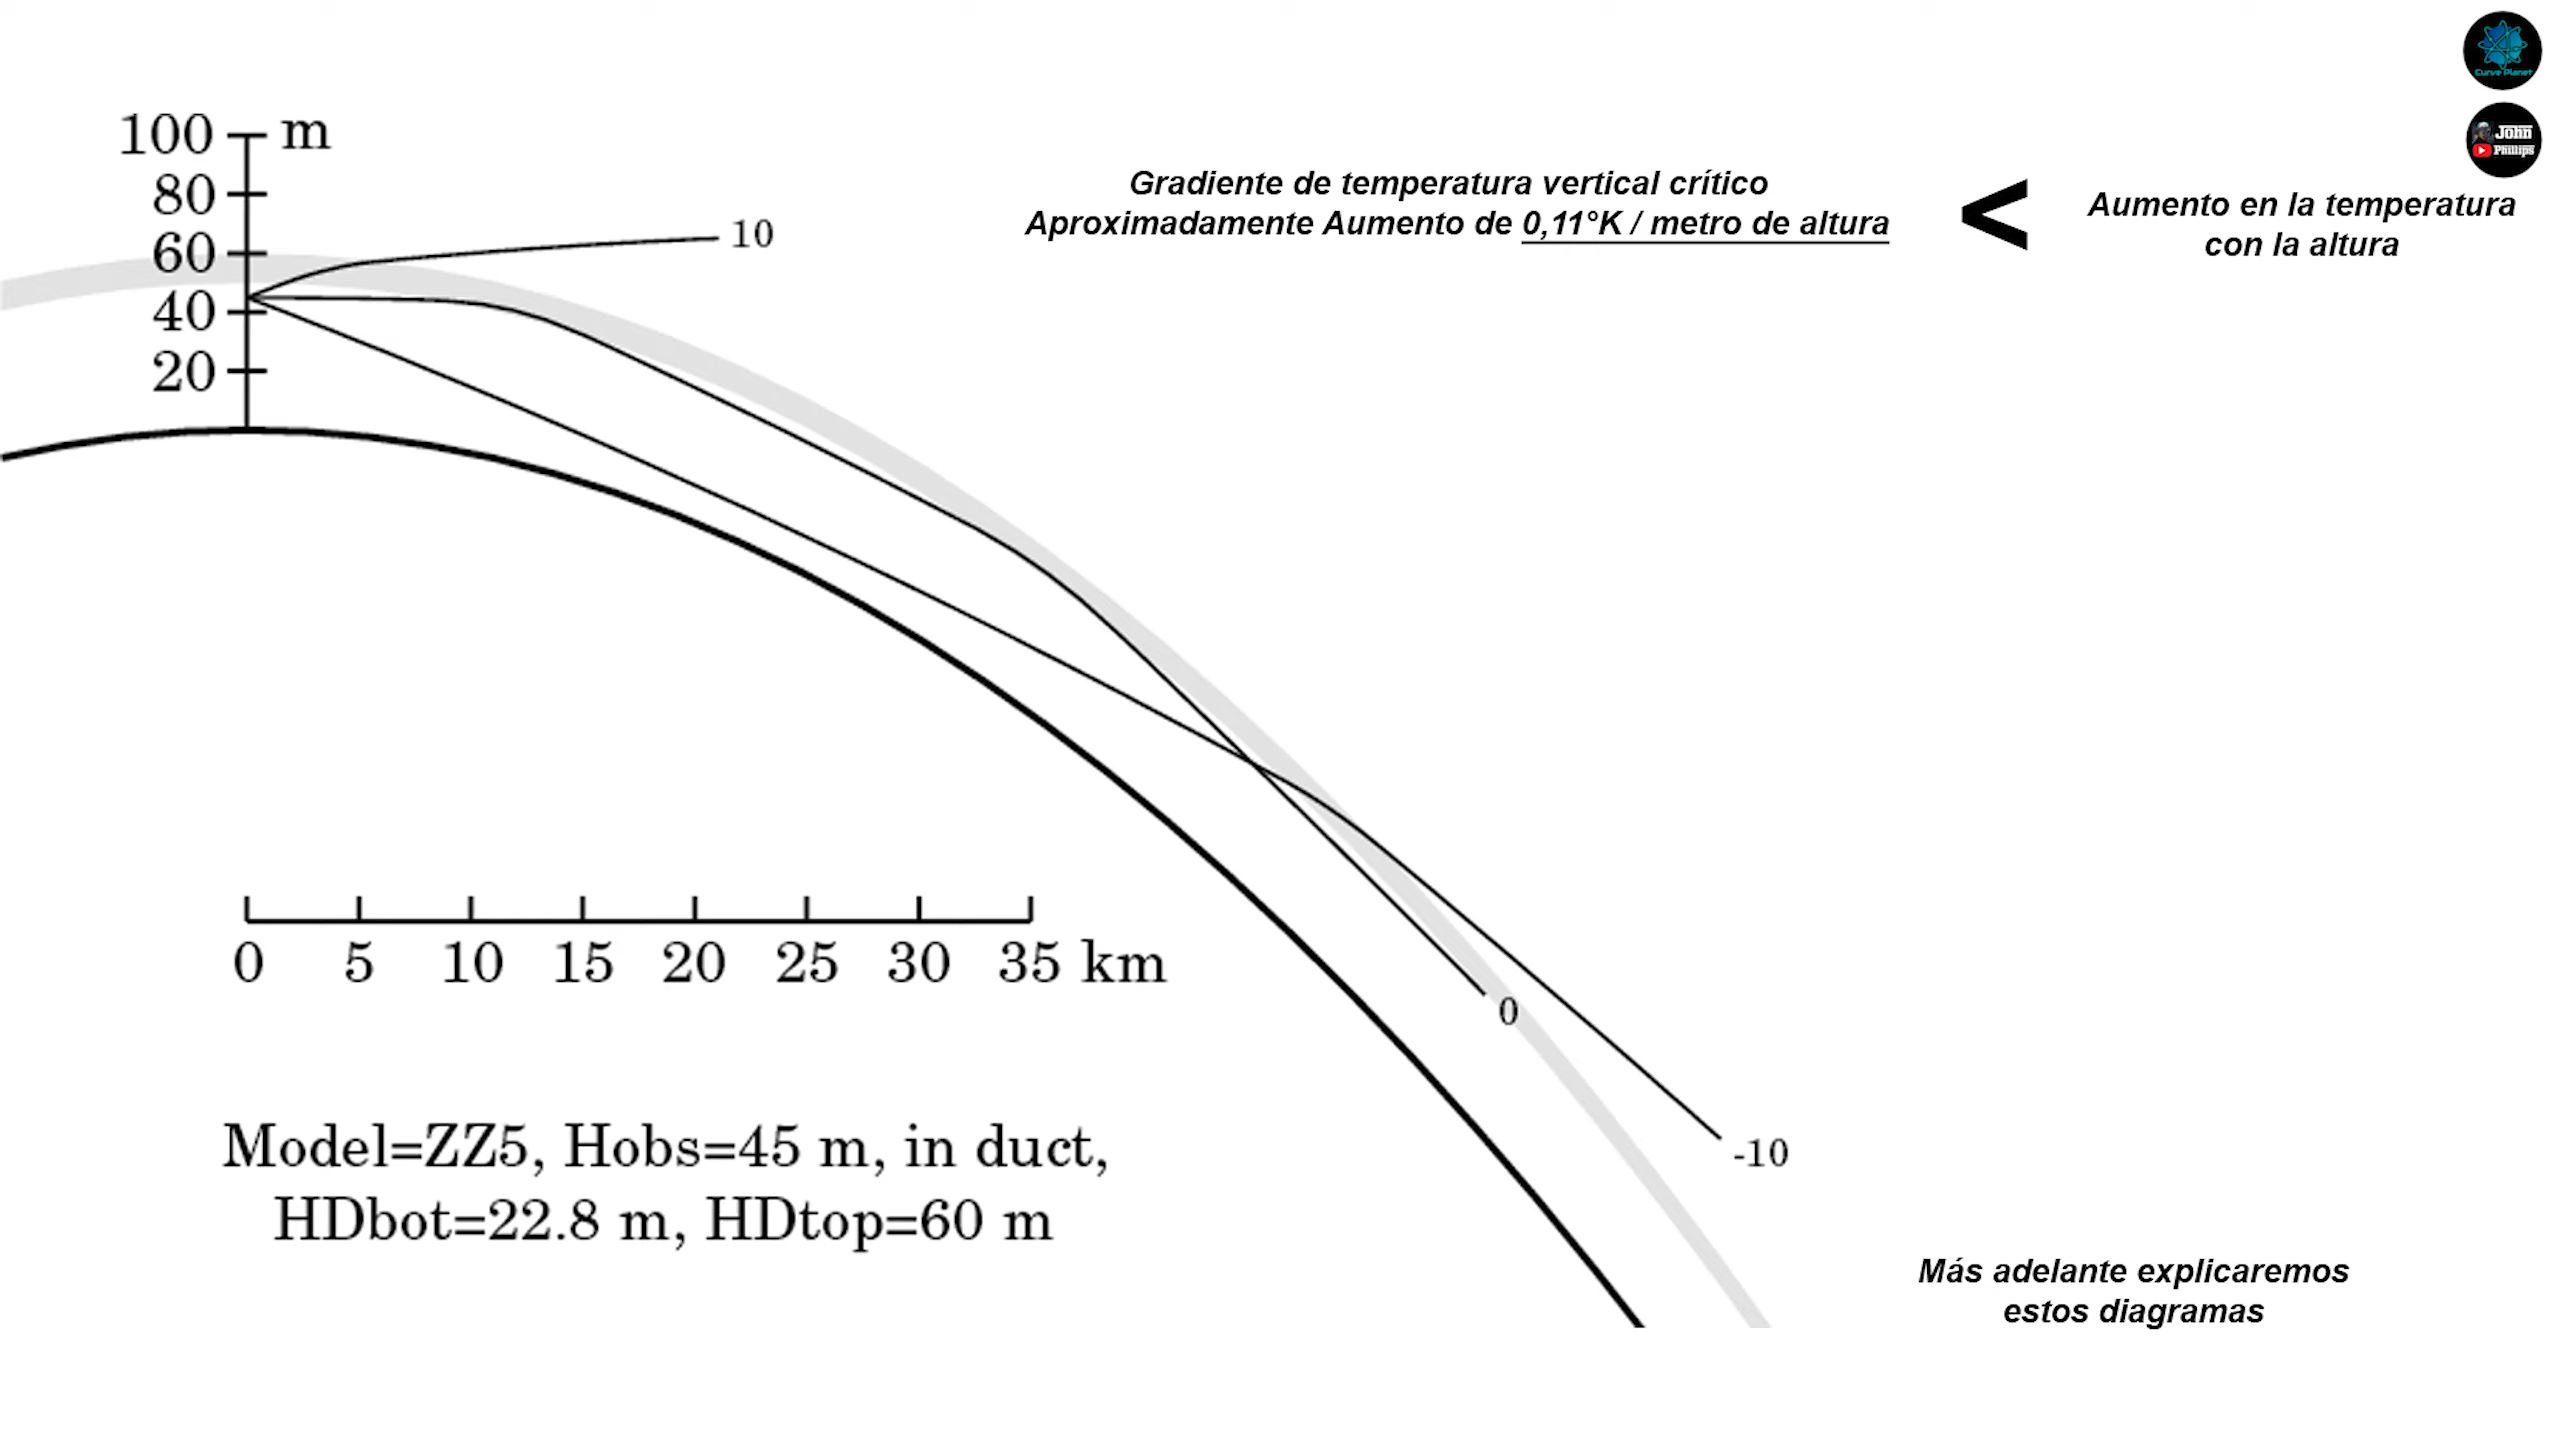 Curve Planet
John
Phillips
100 m
80
60
40
20
10
Gradiente de temperatura vertical crítico
Aproximadamente Aumento de 0,11°K / metro de altura
<
Aumento en la temperatura
con la altura
0 5 10 15 20 25 30 35 km
0
-10
Model=ZZ5, Hobs=45 m, in duct,
HDbot=22.8 m, HDtop=60 m
Más adelante explicaremos
estos diagramas